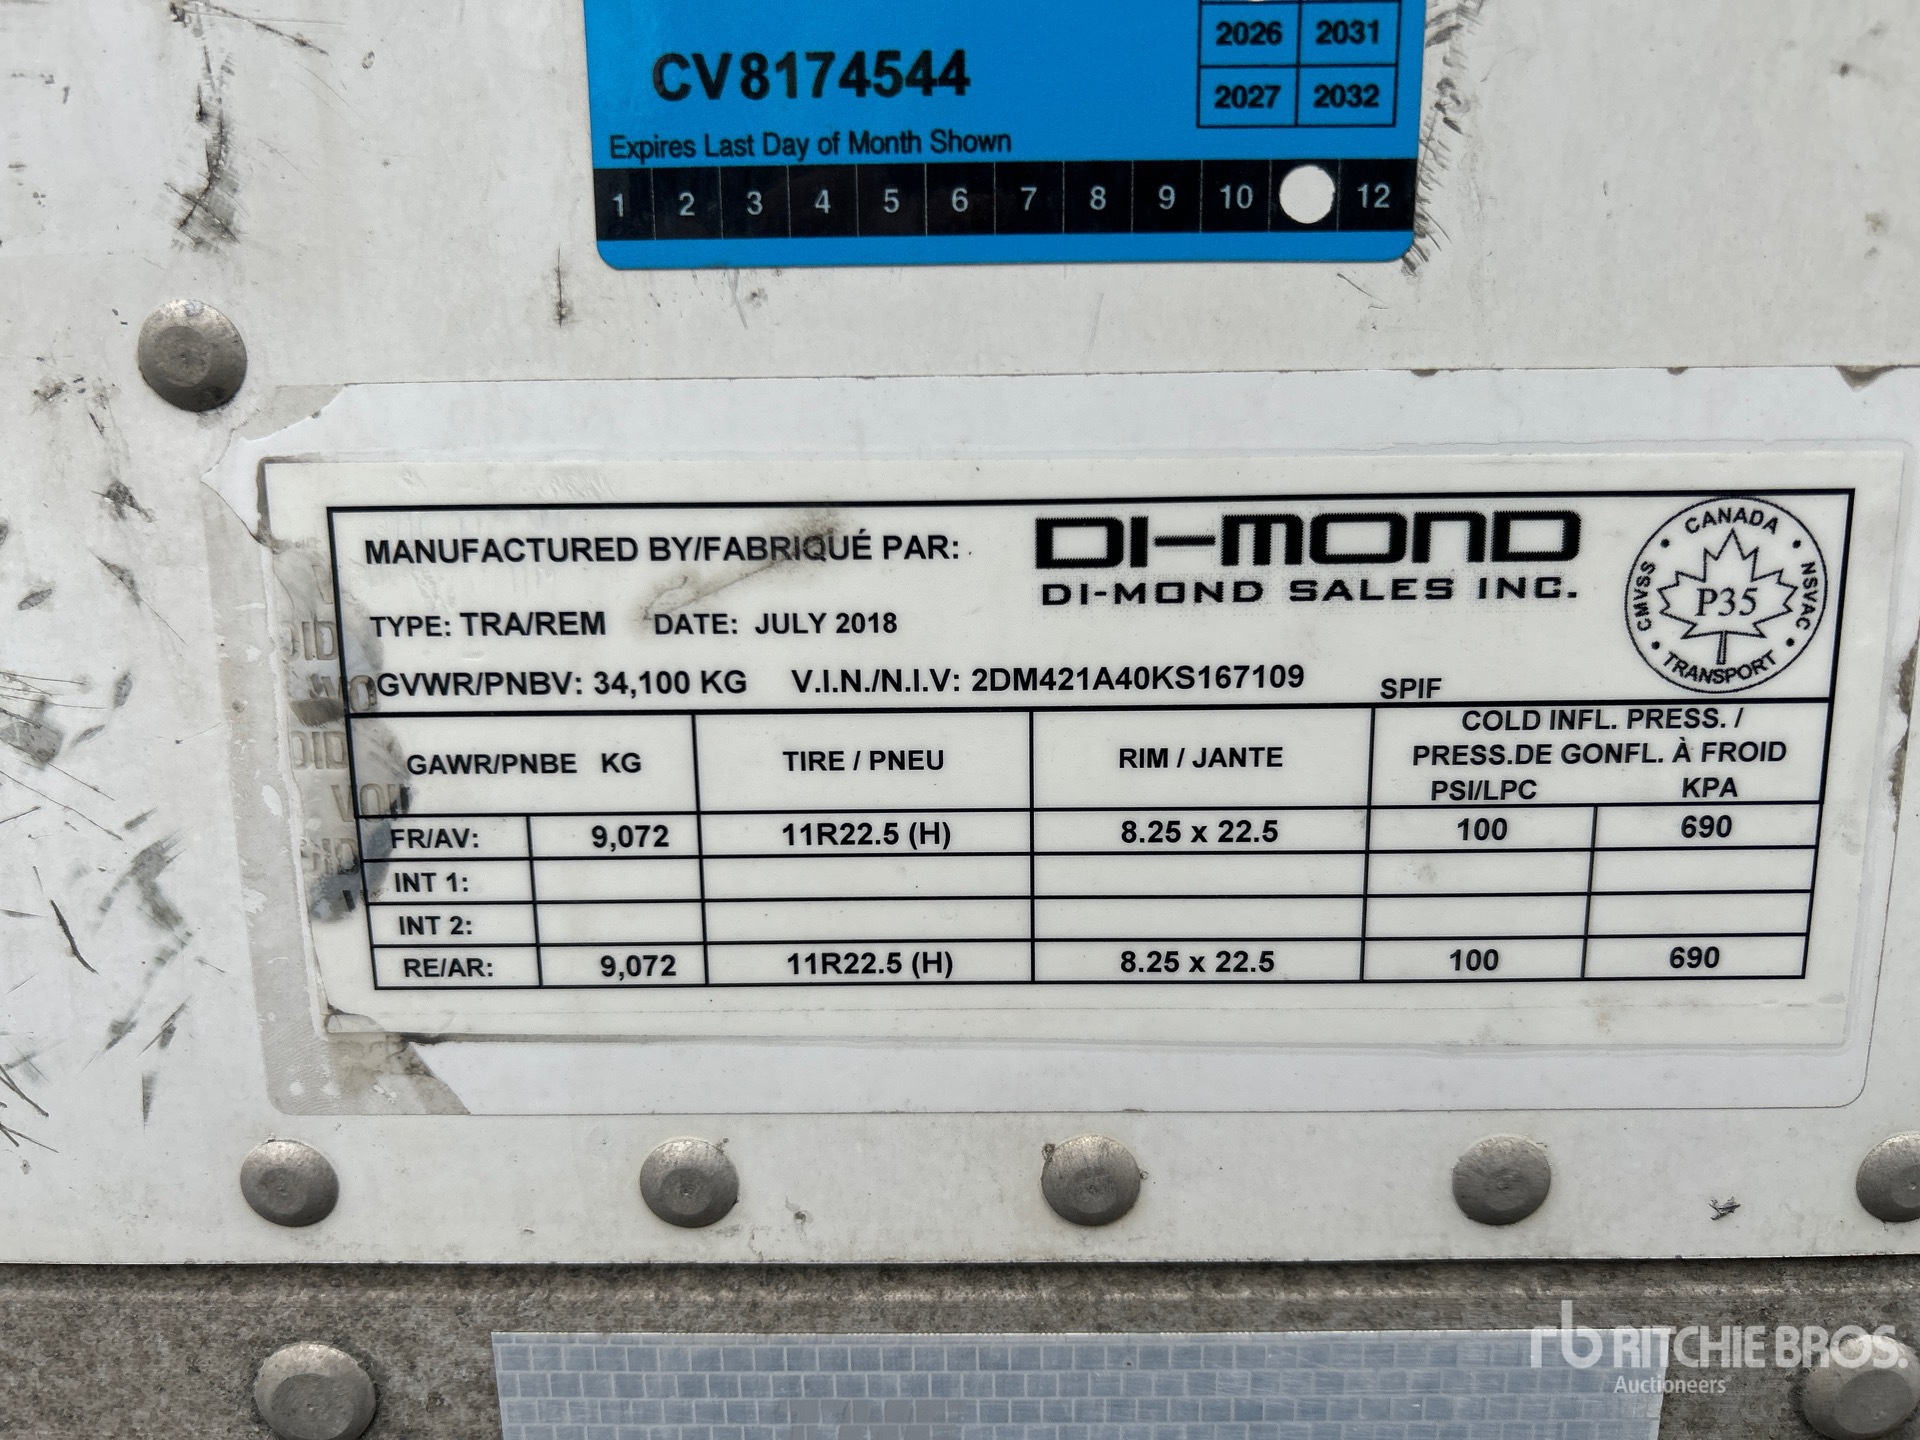 2026 2031
CV8174544
2027 2032
Expires Last Day of Month Shown
1 2 3 4 5 6 7 8 9 10 12
MANUFACTURED BY/FABRIQUÉ PAR:
DI-MOND
DI-MOND SALES INC.
CANADA
CMVSS
NSVAC
P35
TRANSPORT
TYPE: TRA/REM DATE: JULY 2018
GVWR/PNBV: 34,100 KG V.I.N./N.I.V: 2DM421A40KS167109 SPIF
GAWR/PNBE KG TIRE / PNEU RIM / JANTE
COLD INFL. PRESS. /
PRESS.DE GONFL. À FROID
PSI/LPC KPA
FR/AV: 9,072 11R22.5 (H) 8.25 x 22.5 100 690
INT 1:
INT 2:
RE/AR: 9,072 11R22.5 (H) 8.25 x 22.5 100 690
rb RITCHIE BROS.
Auctioneers